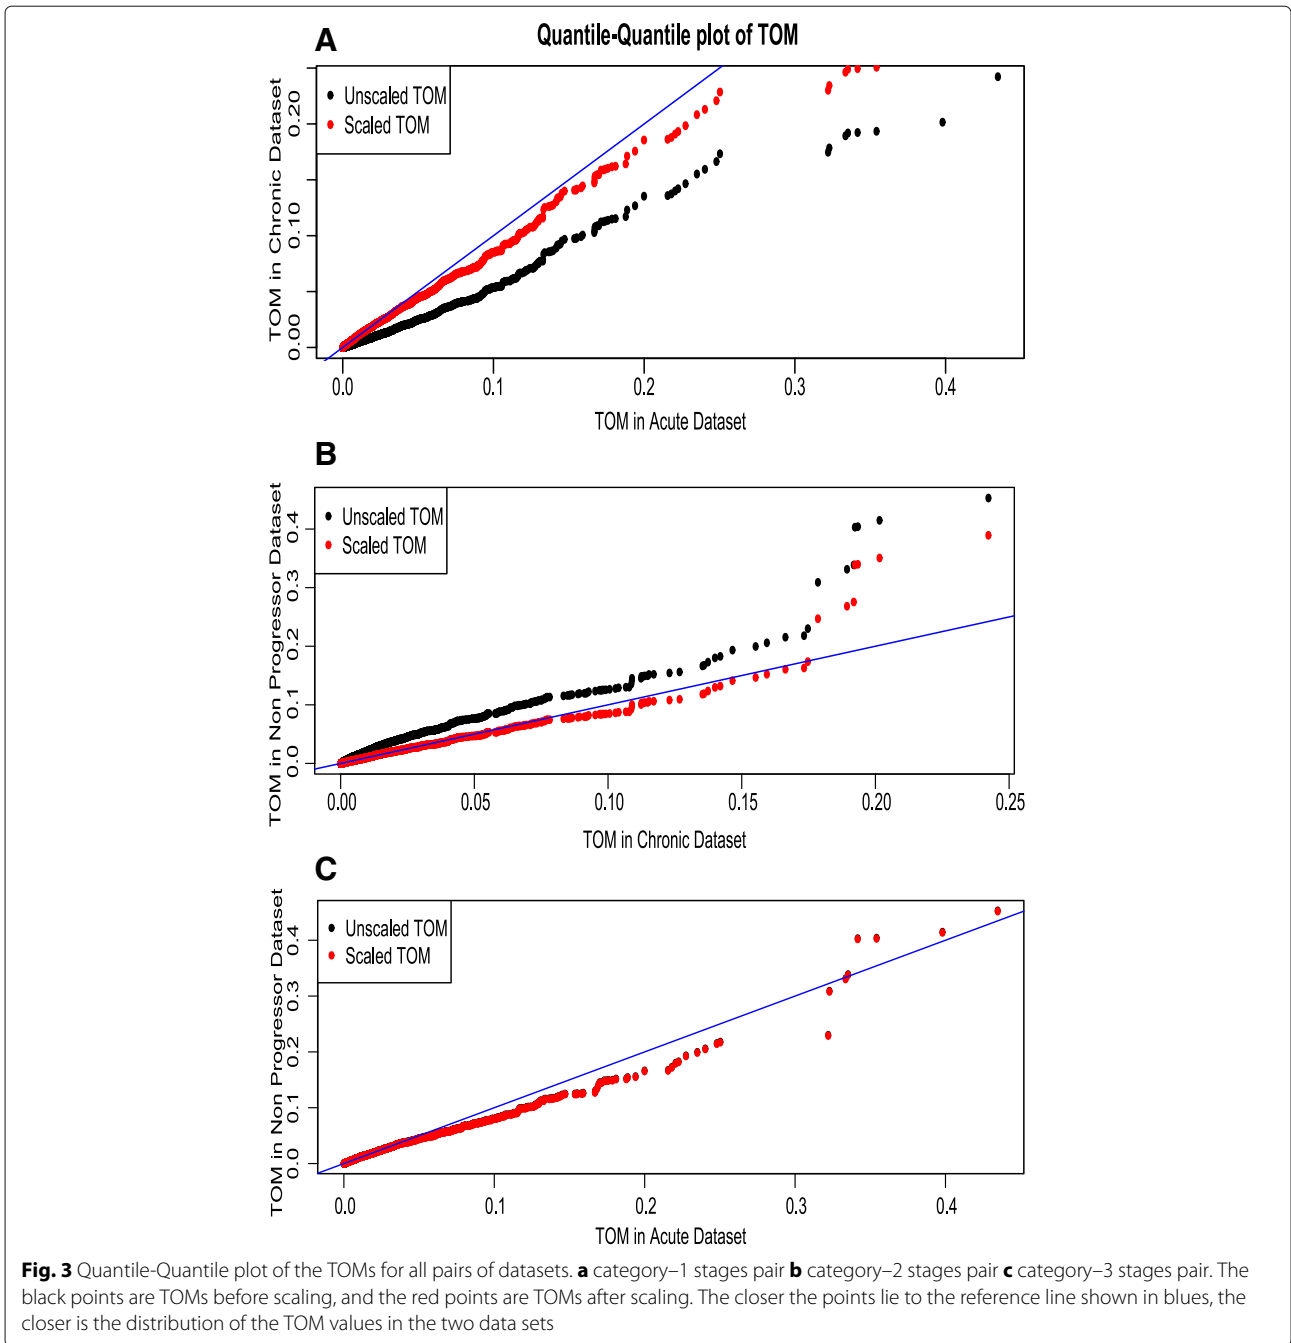 A
Quantile-Quantile plot of TOM
Unscaled TOM
Scaled TOM
TOM in Chronic Dataset
0.00 0.10 0.20
0.0 0.1 0.2 0.3 0.4
TOM in Acute Dataset
B
Unscaled TOM
Scaled TOM
TOM in Non Progressor Dataset
0.0 0.1 0.2 0.3 0.4
0.00 0.05 0.10 0.15 0.20 0.25
TOM in Chronic Dataset
C
Unscaled TOM
Scaled TOM
TOM in Non Progressor Dataset
0.0 0.1 0.2 0.3 0.4
0.0 0.1 0.2 0.3 0.4
TOM in Acute Dataset
Fig. 3 Quantile-Quantile plot of the TOMs for all pairs of datasets. a category–1 stages pair b category–2 stages pair c category–3 stages pair. The
black points are TOMs before scaling, and the red points are TOMs after scaling. The closer the points lie to the reference line shown in blues, the
closer is the distribution of the TOM values in the two data sets